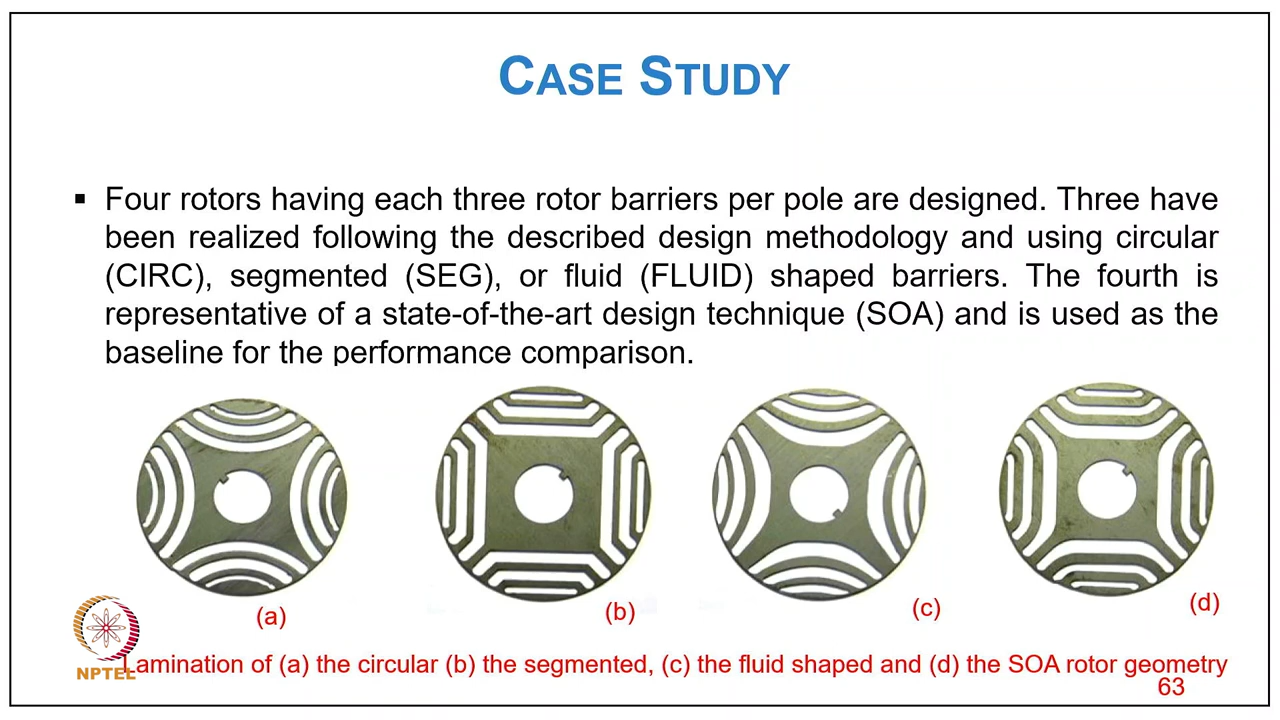 CASE STUDY
▪ Four rotors having each three rotor barriers per pole are designed. Three have
been realized following the described design methodology and using circular
(CIRC), segmented (SEG), or fluid (FLUID) shaped barriers. The fourth is
representative of a state-of-the-art design technique (SOA) and is used as the
baseline for the performance comparison.
(a)
(b)
(c)
(d)
Lamination of (a) the circular (b) the segmented, (c) the fluid shaped and (d) the SOA rotor geometry
NPTEL
63